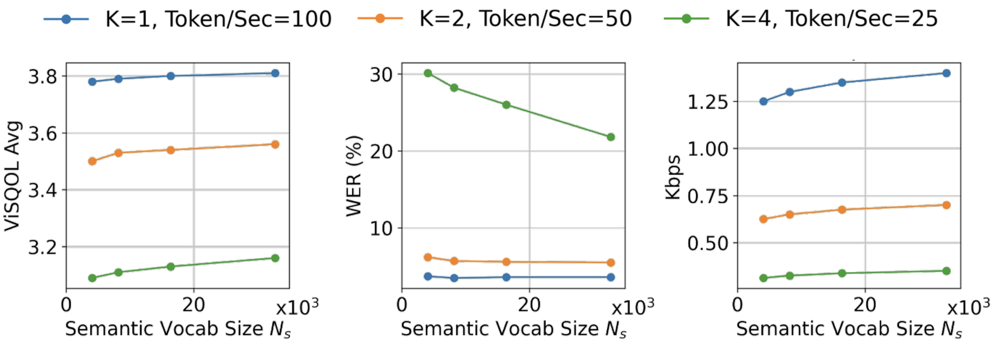 K=1, Token/Sec=100 K=2, Token/Sec=50 K=4, Token/Sec=25
ViSQOL Avg
3.8
3.6
3.4
3.2
0 20 x10³
Semantic Vocab Size Nₛ
WER (%)
30
20
10
0 20 x10³
Semantic Vocab Size Nₛ
Kbps
1.25
1.00
0.75
0.50
0 20 x10³
Semantic Vocab Size Nₛ